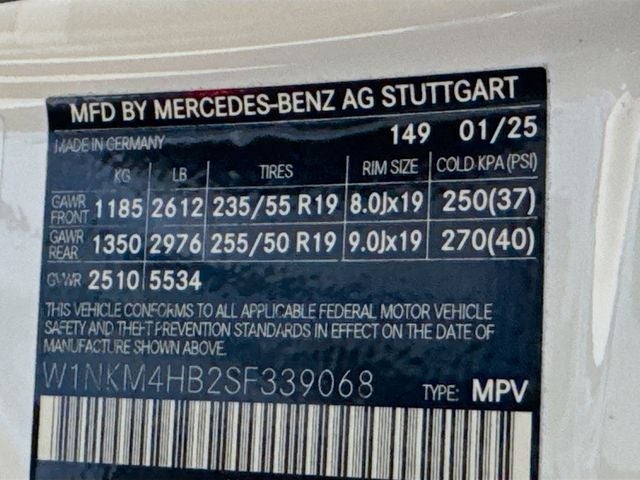 MFD BY MERCEDES-BENZ AG STUTTGART
149 01/25
MADE IN GERMANY
KG LB TIRES RIM SIZE COLD KPA (PSI)
GAWR FRONT 1185 2612 235/55 R19 8.0Jx19 250(37)
GAWR REAR 1350 2976 255/50 R19 9.0Jx19 270(40)
GVWR 2510 5534
THIS VEHICLE CONFORMS TO ALL APPLICABLE FEDERAL MOTOR VEHICLE
SAFETY AND THEFT PREVENTION STANDARDS IN EFFECT ON THE DATE OF
MANUFACTURE SHOWN ABOVE.
W1NKM4HB2SF339068 TYPE: MPV